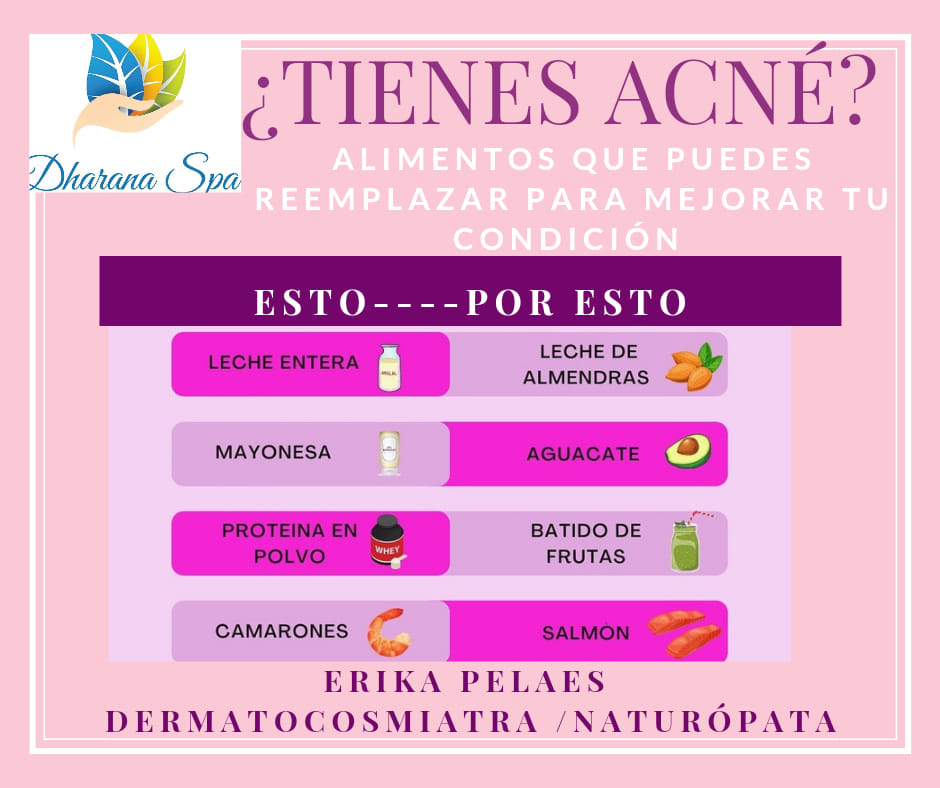 Dharana Spa
¿TIENES ACNÉ?
ALIMENTOS QUE PUEDES
REEMPLAZAR PARA MEJORAR TU
CONDICIÓN
ESTO----POR ESTO
LECHE ENTERA
LECHE DE
ALMENDRAS
MAYONESA
AGUACATE
PROTEINA EN
POLVO
WHEY
BATIDO DE
FRUTAS
CAMARONES
SALMÒN
ERIKA PELAES
DERMATOCOSMIATRA /NATURÓPATA